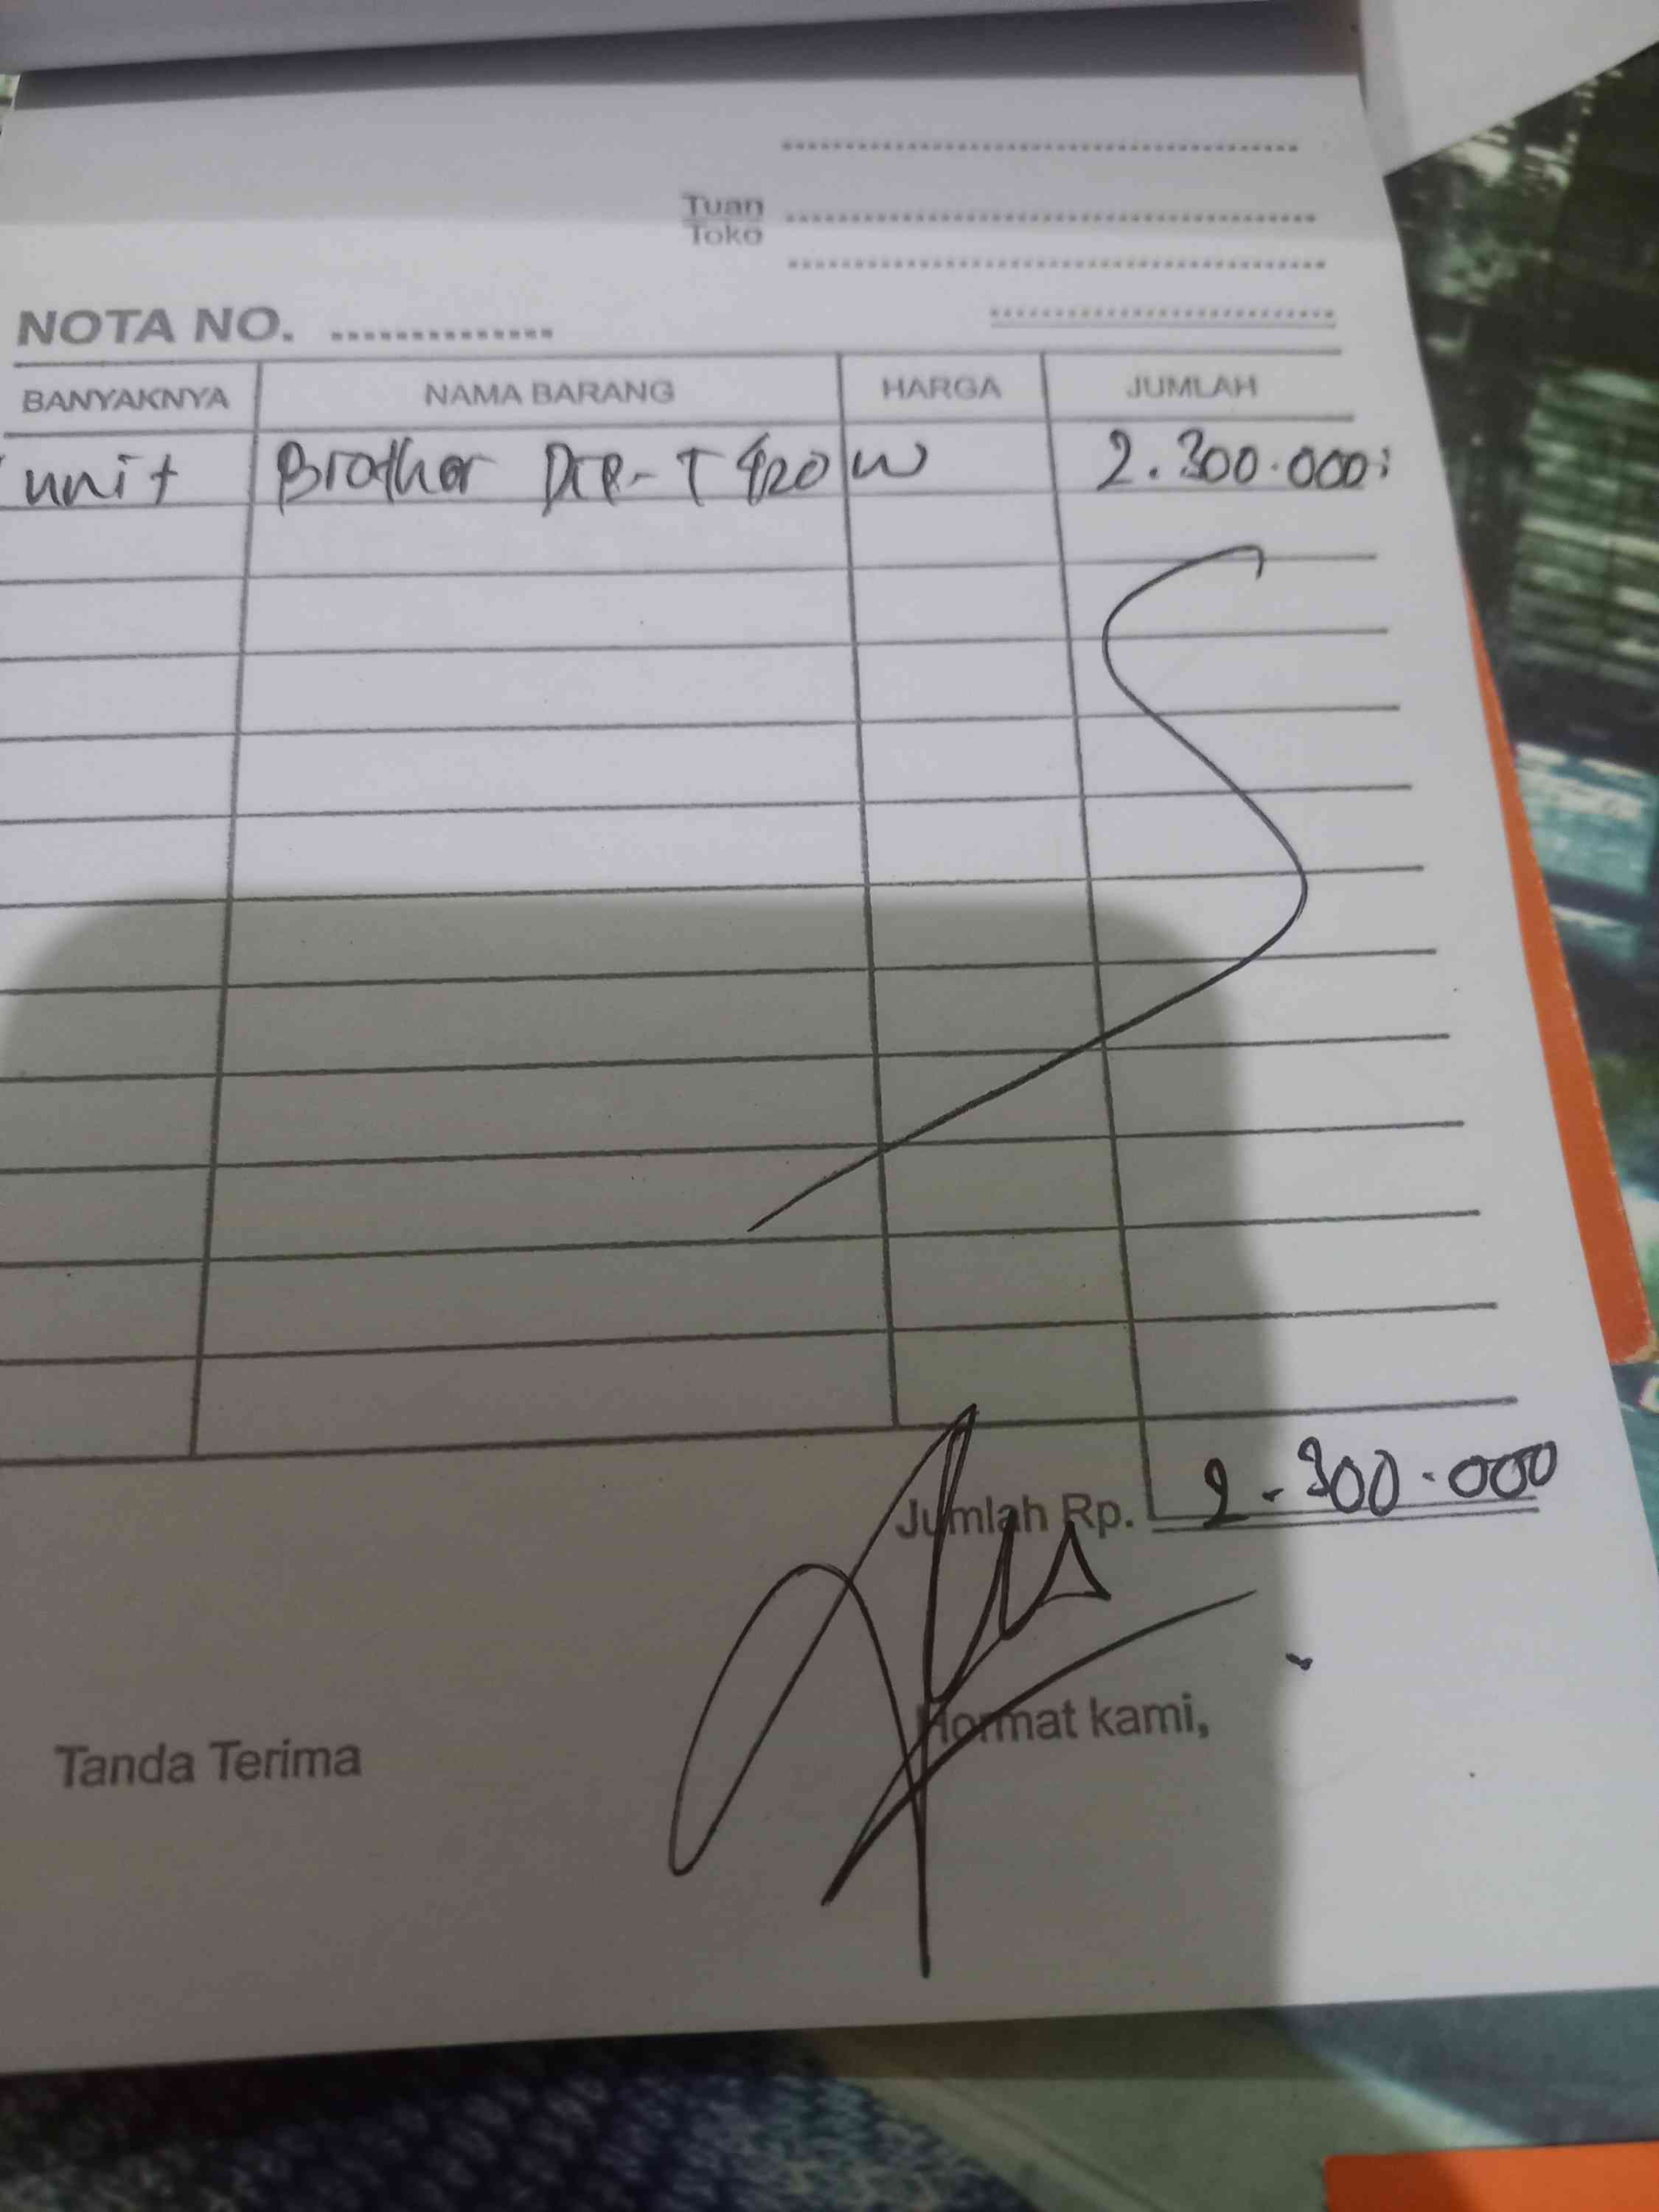 Tuan
Toko
NOTA NO. ..............
BANYAKNYA NAMA BARANG HARGA JUMLAH
unit Brother DCP-T420W 2.300.000
Jumlah Rp. 2.300.000
Tanda Terima Hormat kami,